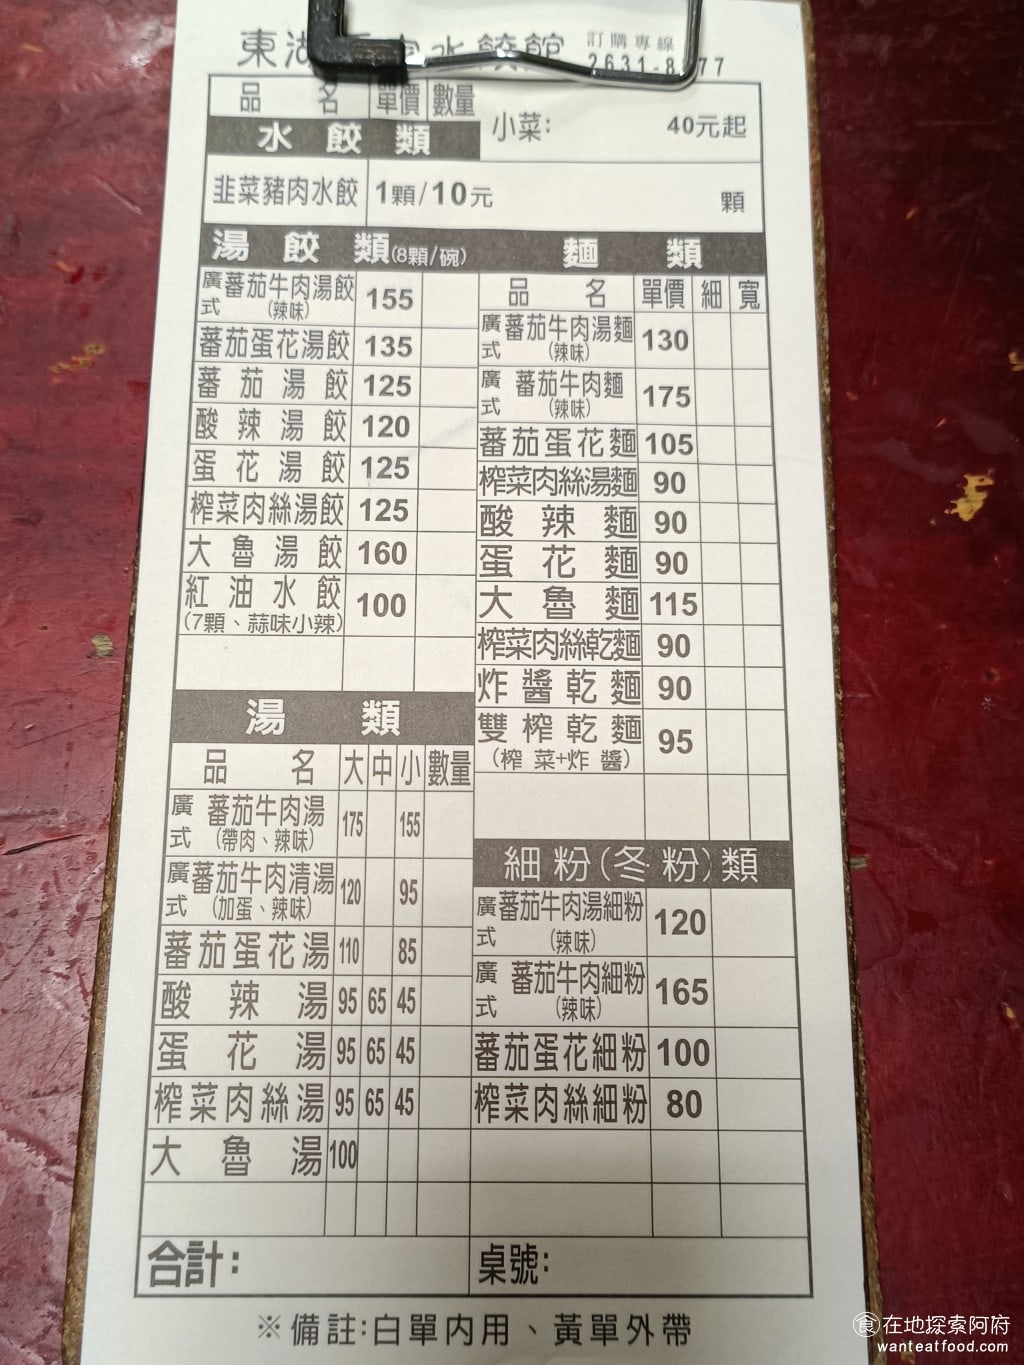 東 水餃館 訂購專線
2631-8 77
品名 單價 數量
小菜: 40元起
水餃類
韭菜豬肉水餃 1顆/10元 顆
湯餃類(8顆/碗)
廣式蕃茄牛肉湯餃(辣味) 155
蕃茄蛋花湯餃 135
蕃茄湯餃 125
酸辣湯餃 120
蛋花湯餃 125
榨菜肉絲湯餃 125
大魯湯餃 160
紅油水餃 100
(7顆、蒜味小辣)
湯類
品名 大 中 小 數量
廣式蕃茄牛肉湯(帶肉、辣味) 175 155
廣式蕃茄牛肉清湯(加蛋、辣味) 120 95
蕃茄蛋花湯 110 85
酸辣湯 95 65 45
蛋花湯 95 65 45
榨菜肉絲湯 95 65 45
大魯湯 100
麵類
品名 單價 細 寬
廣式蕃茄牛肉湯麵(辣味) 130
廣式蕃茄牛肉麵(辣味) 175
蕃茄蛋花麵 105
榨菜肉絲湯麵 90
酸辣麵 90
蛋花麵 90
大魯麵 115
榨菜肉絲乾麵 90
炸醬乾麵 90
雙榨乾麵 95
(榨菜+炸醬)
細粉(冬粉)類
廣式蕃茄牛肉湯細粉(辣味) 120
廣式蕃茄牛肉細粉(辣味) 165
蕃茄蛋花細粉 100
榨菜肉絲細粉 80
合計: 桌號:
※備註:白單內用、黃單外帶
食在地探索阿府
wanteatfood.com